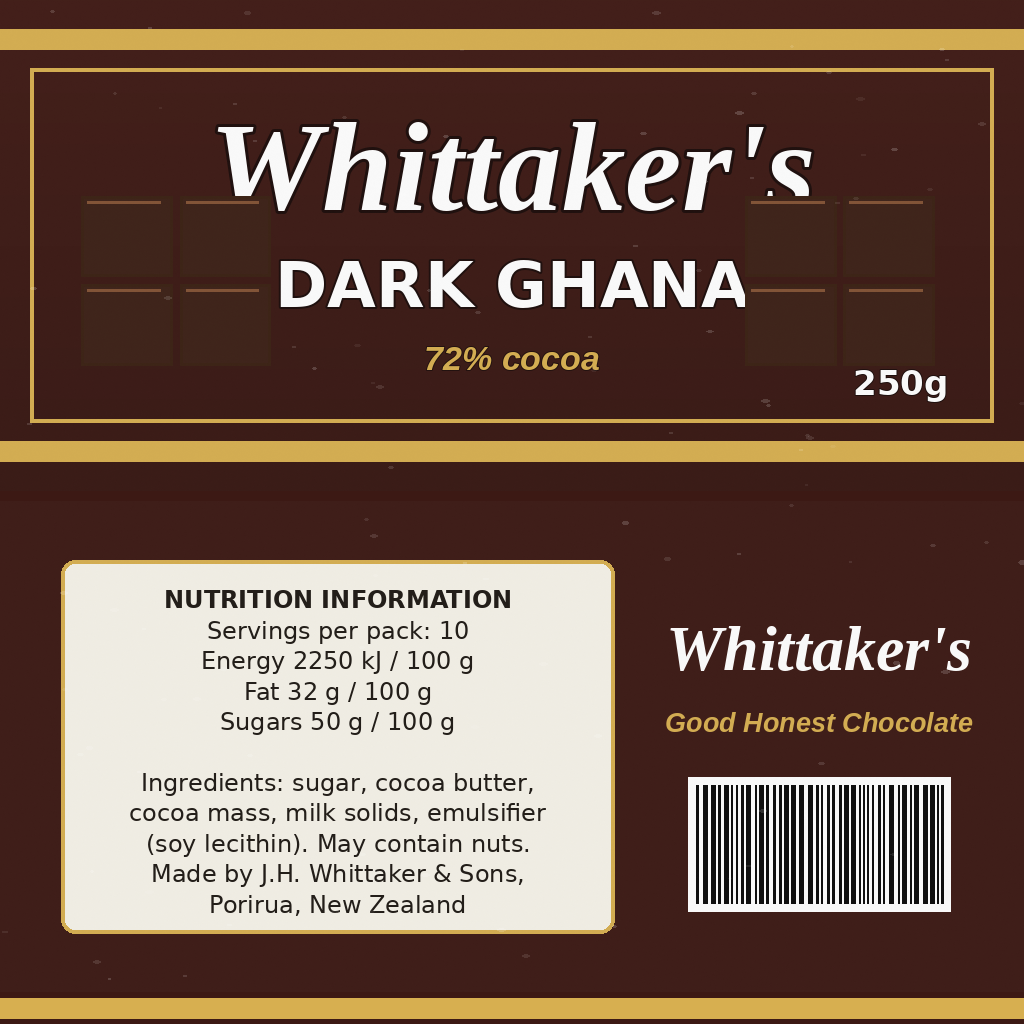 Whittaker's
DARK GHANA
72% cocoa
250g
NUTRITION INFORMATION
Servings per pack: 10
Energy 2250 kJ / 100 g
Fat 32 g / 100 g
Sugars 50 g / 100 g
Ingredients: sugar, cocoa butter,
cocoa mass, milk solids, emulsifier
(soy lecithin). May contain nuts.
Made by J.H. Whittaker & Sons,
Porirua, New Zealand
Whittaker's
Good Honest Chocolate